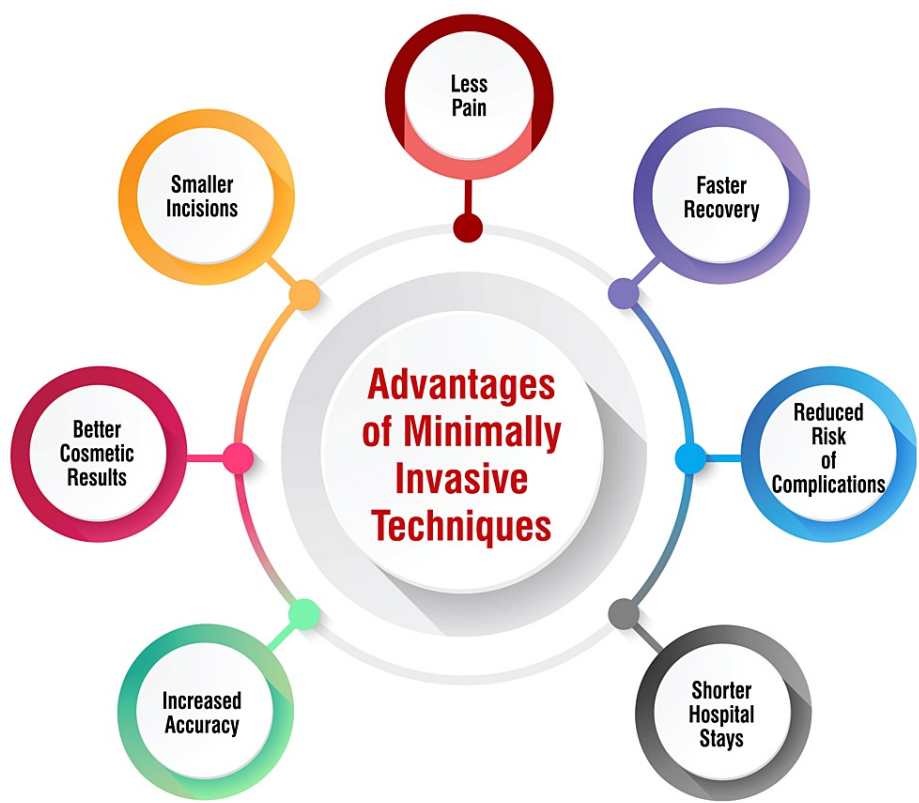 Less
Pain
Faster
Recovery
Reduced
Risk
of
Complications
Shorter
Hospital
Stays
Increased
Accuracy
Better
Cosmetic
Results
Smaller
Incisions
Advantages
of Minimally
Invasive
Techniques